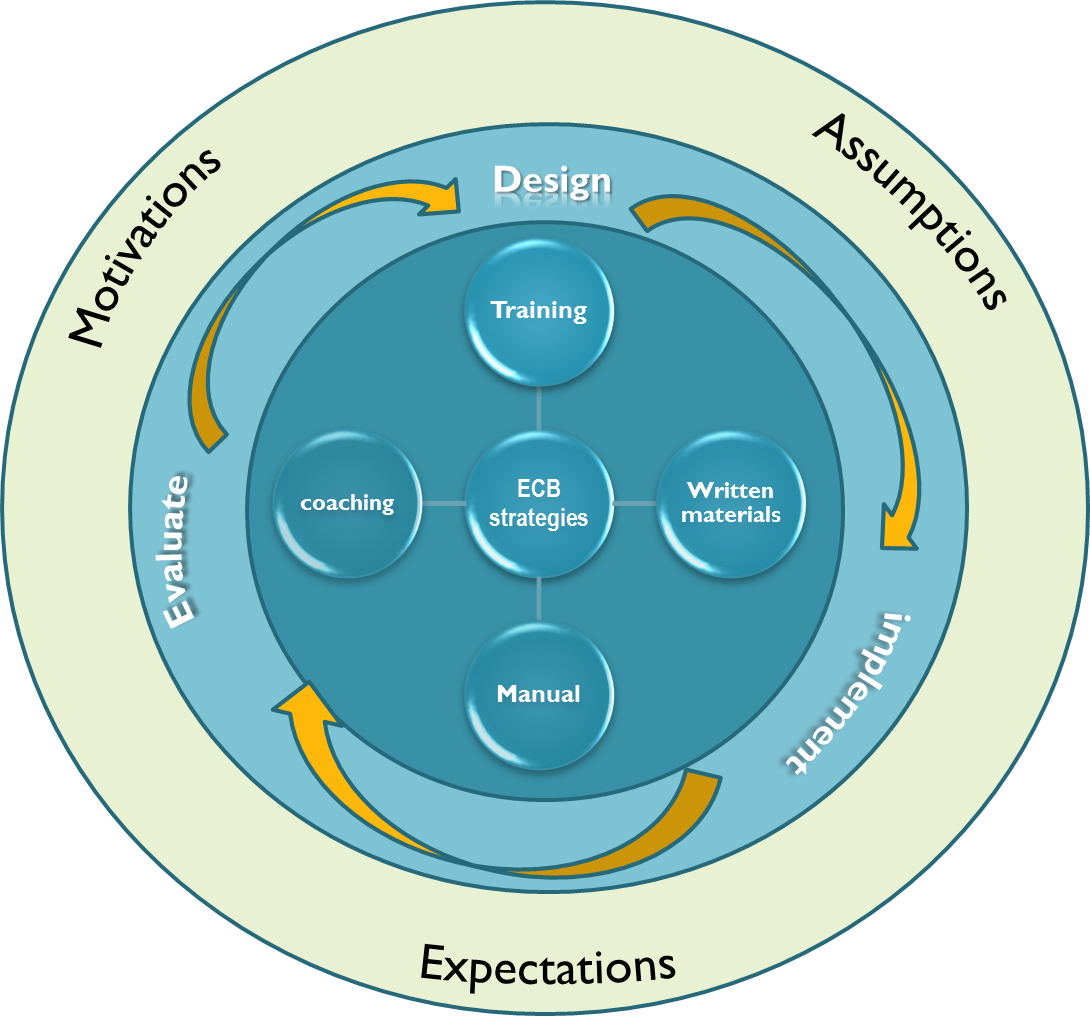 Motivations
Assumptions
Design
Training
coaching
ECB
strategies
Written
materials
Evaluate
implement
Manual
Expectations